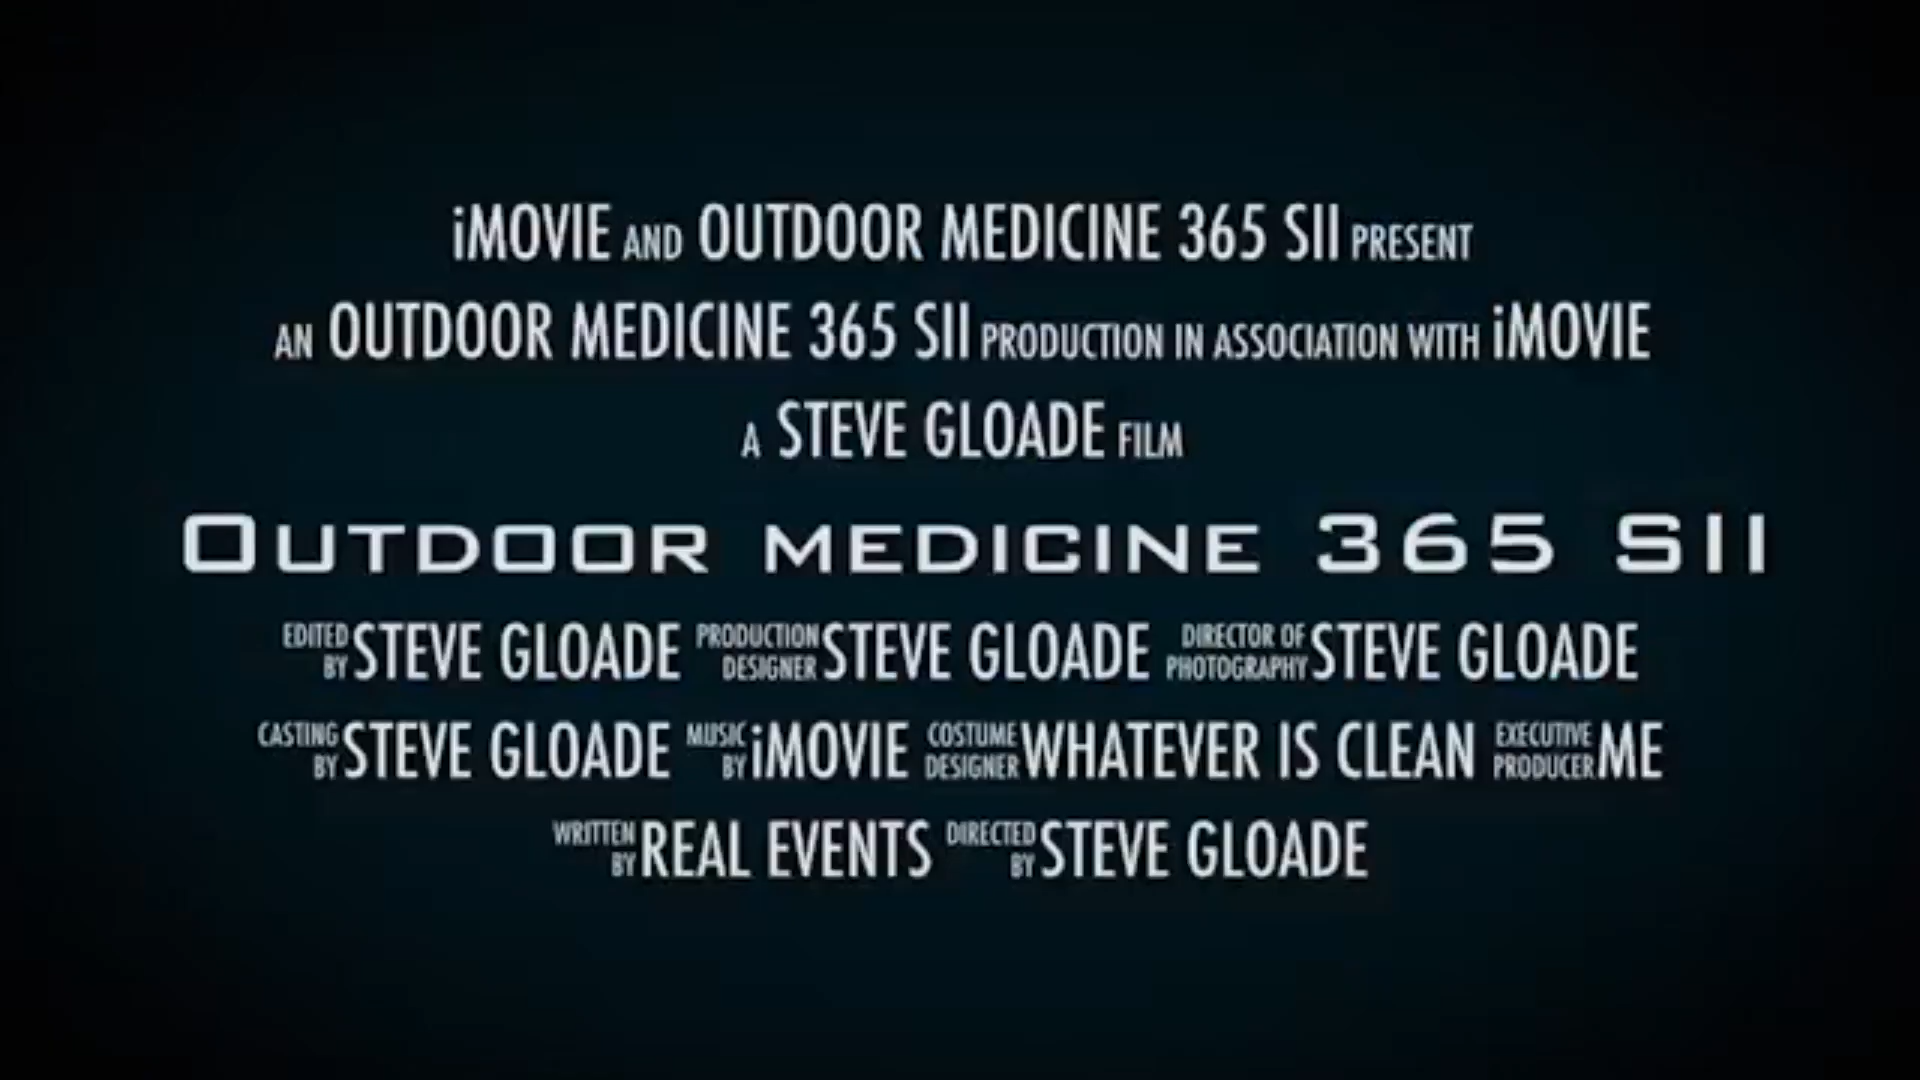 iMOVIE AND OUTDOOR MEDICINE 365 SII PRESENT
AN OUTDOOR MEDICINE 365 SII PRODUCTION IN ASSOCIATION WITH iMOVIE
A STEVE GLOADE FILM
OUTDOOR MEDICINE 365 SII
EDITED BY STEVE GLOADE PRODUCTION DESIGNER STEVE GLOADE DIRECTOR OF PHOTOGRAPHY STEVE GLOADE
CASTING BY STEVE GLOADE MUSIC BY iMOVIE COSTUME DESIGNER WHATEVER IS CLEAN EXECUTIVE PRODUCER ME
WRITTEN BY REAL EVENTS DIRECTED BY STEVE GLOADE